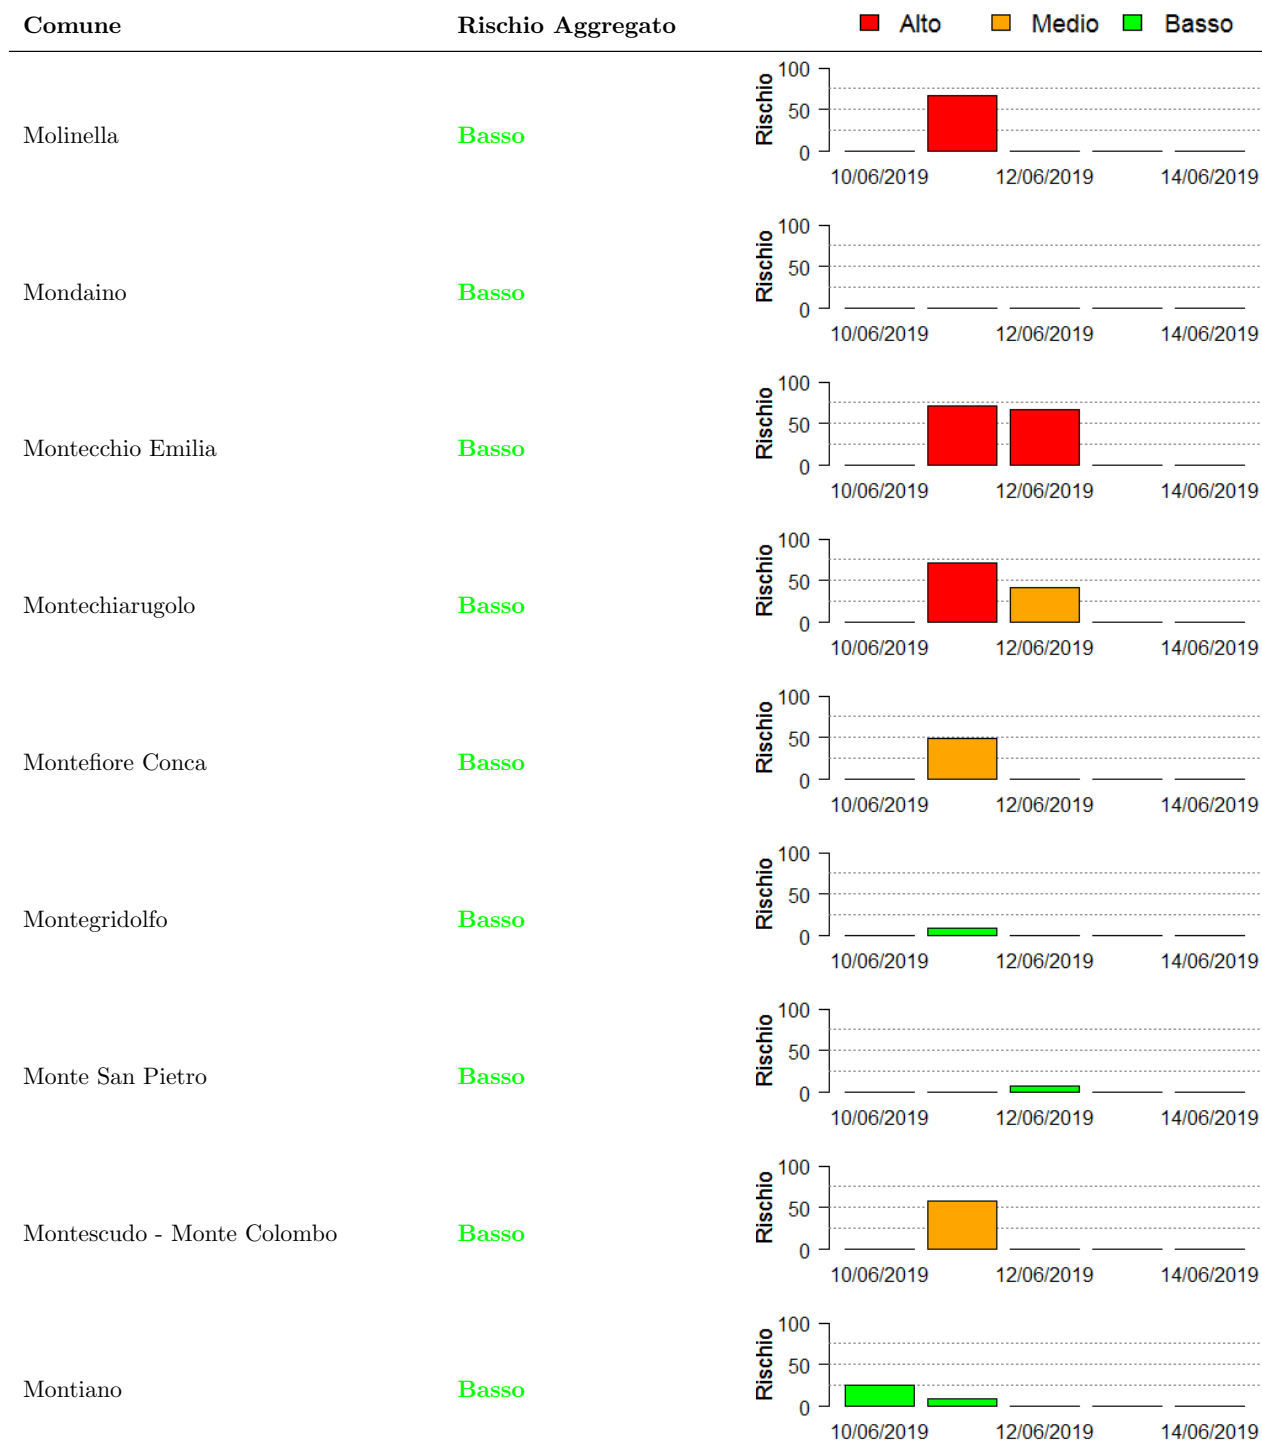 Comune Rischio Aggregato Alto Medio Basso
100
50
0
Rischio
Molinella Basso
10/06/2019 12/06/2019 14/06/2019
100
50
0
Rischio
Mondaino Basso
10/06/2019 12/06/2019 14/06/2019
100
50
0
Rischio
Montecchio Emilia Basso
10/06/2019 12/06/2019 14/06/2019
100
50
0
Rischio
Montechiarugolo Basso
10/06/2019 12/06/2019 14/06/2019
100
50
0
Rischio
Montefiore Conca Basso
10/06/2019 12/06/2019 14/06/2019
100
50
0
Rischio
Montegridolfo Basso
10/06/2019 12/06/2019 14/06/2019
100
50
0
Rischio
Monte San Pietro Basso
10/06/2019 12/06/2019 14/06/2019
100
50
0
Rischio
Montescudo - Monte Colombo Basso
10/06/2019 12/06/2019 14/06/2019
100
50
0
Rischio
Montiano Basso
10/06/2019 12/06/2019 14/06/2019